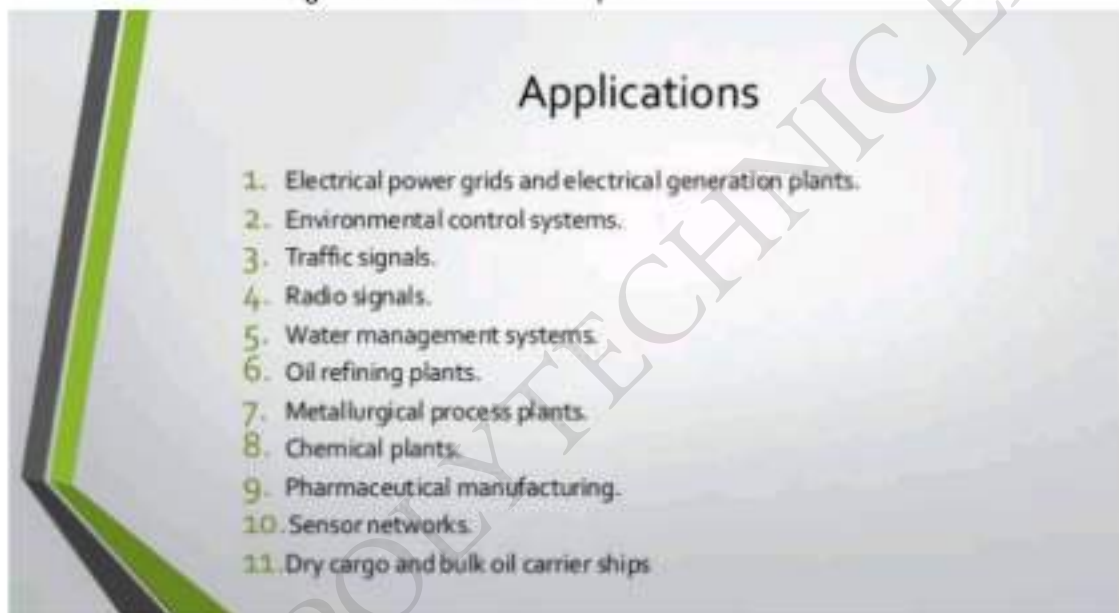 Applications
1. Electrical power grids and electrical generation plants.
2. Environmental control systems.
3. Traffic signals.
4. Radio signals.
5. Water management systems.
6. Oil refining plants.
7. Metallurgical process plants.
8. Chemical plants.
9. Pharmaceutical manufacturing.
10. Sensor networks.
11. Dry cargo and bulk oil carrier ships
POLYTECHNIC